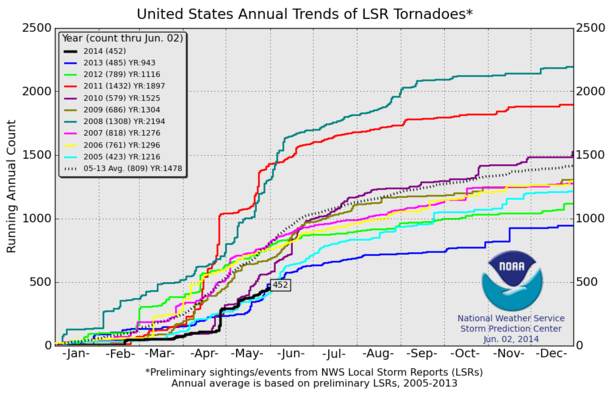 United States Annual Trends of LSR Tornadoes*
Year (count thru Jun. 02)
2014 (452)
2013 (485) YR:943
2012 (789) YR:1116
2011 (1432) YR:1897
2010 (579) YR:1525
2009 (686) YR:1304
2008 (1308) YR:2194
2007 (818) YR:1276
2006 (761) YR:1296
2005 (423) YR:1216
05-13 Avg. (809) YR:1478
Running Annual Count
2500 2500
2000 2000
1500 1500
1000 1000
500 500
0 0
452
NOAA
National Weather Service
Storm Prediction Center
Jun. 02, 2014
-Jan- -Feb- -Mar- -Apr- -May- -Jun- -Jul- -Aug- -Sep- -Oct- -Nov- -Dec-
*Preliminary sightings/events from NWS Local Storm Reports (LSRs)
Annual average is based on preliminary LSRs, 2005-2013